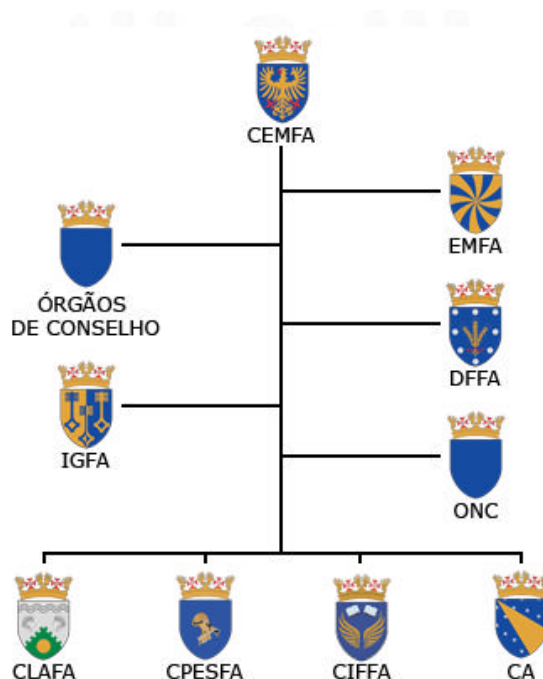 CEMFA
EMFA
ÓRGÃOS
DE CONSELHO
DFFA
IGFA
ONC
CLAFA
CPESFA
CIFFA
CA